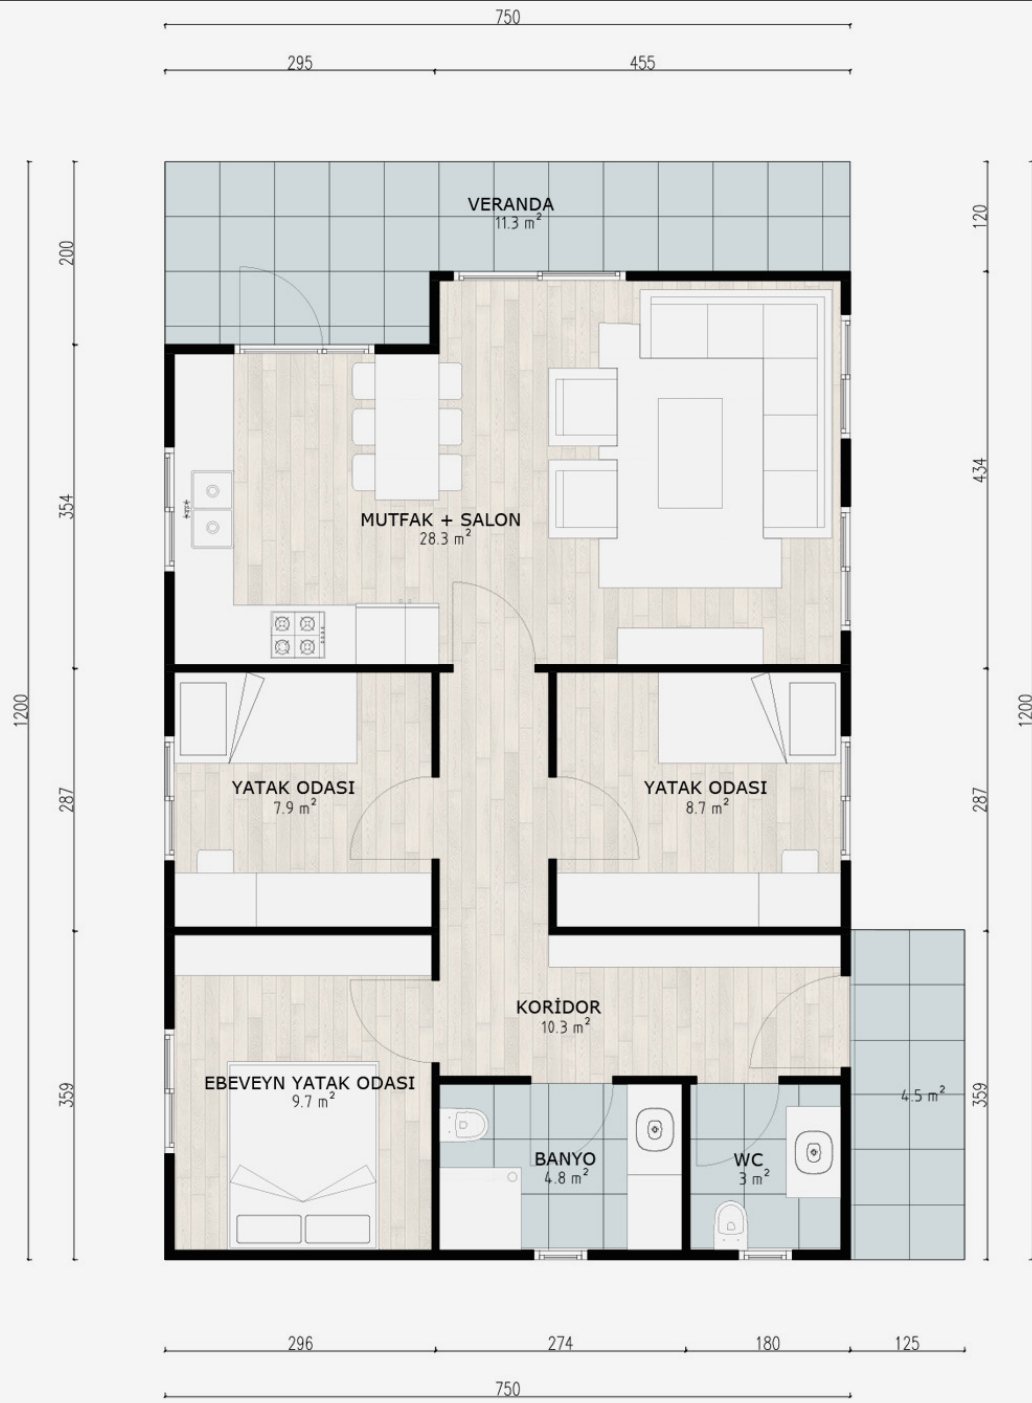 750
295
455
VERANDA
11.3 m²
120
200
MUTFAK + SALON
28.3 m²
354
434
1200
1200
YATAK ODASI
7.9 m²
YATAK ODASI
8.7 m²
287
287
KORİDOR
10.3 m²
EBEVEYN YATAK ODASI
9.7 m²
359
4.5 m²
359
BANYO
4.8 m²
WC
3 m²
296
274
180
125
750